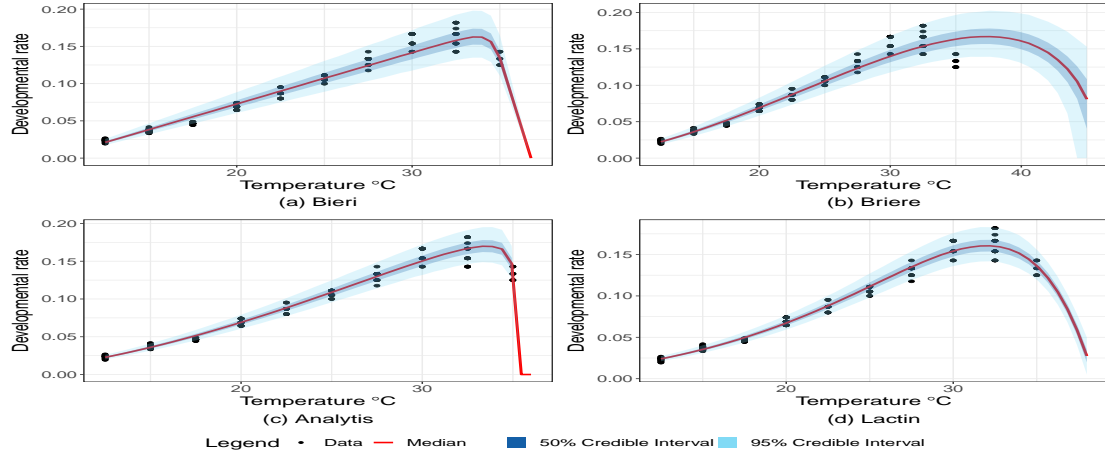 0.20
0.15
0.10
0.05
0.00
Developmental rate
20
30
Temperature °C
(a) Bieri
0.20
0.15
0.10
0.05
0.00
Developmental rate
20
30
40
Temperature °C
(b) Briere
0.20
0.15
0.10
0.05
0.00
Developmental rate
20
30
Temperature °C
(c) Analytis
0.15
0.10
0.05
0.00
Developmental rate
20
30
Temperature °C
(d) Lactin
Legend Data Median 50% Credible Interval 95% Credible Interval